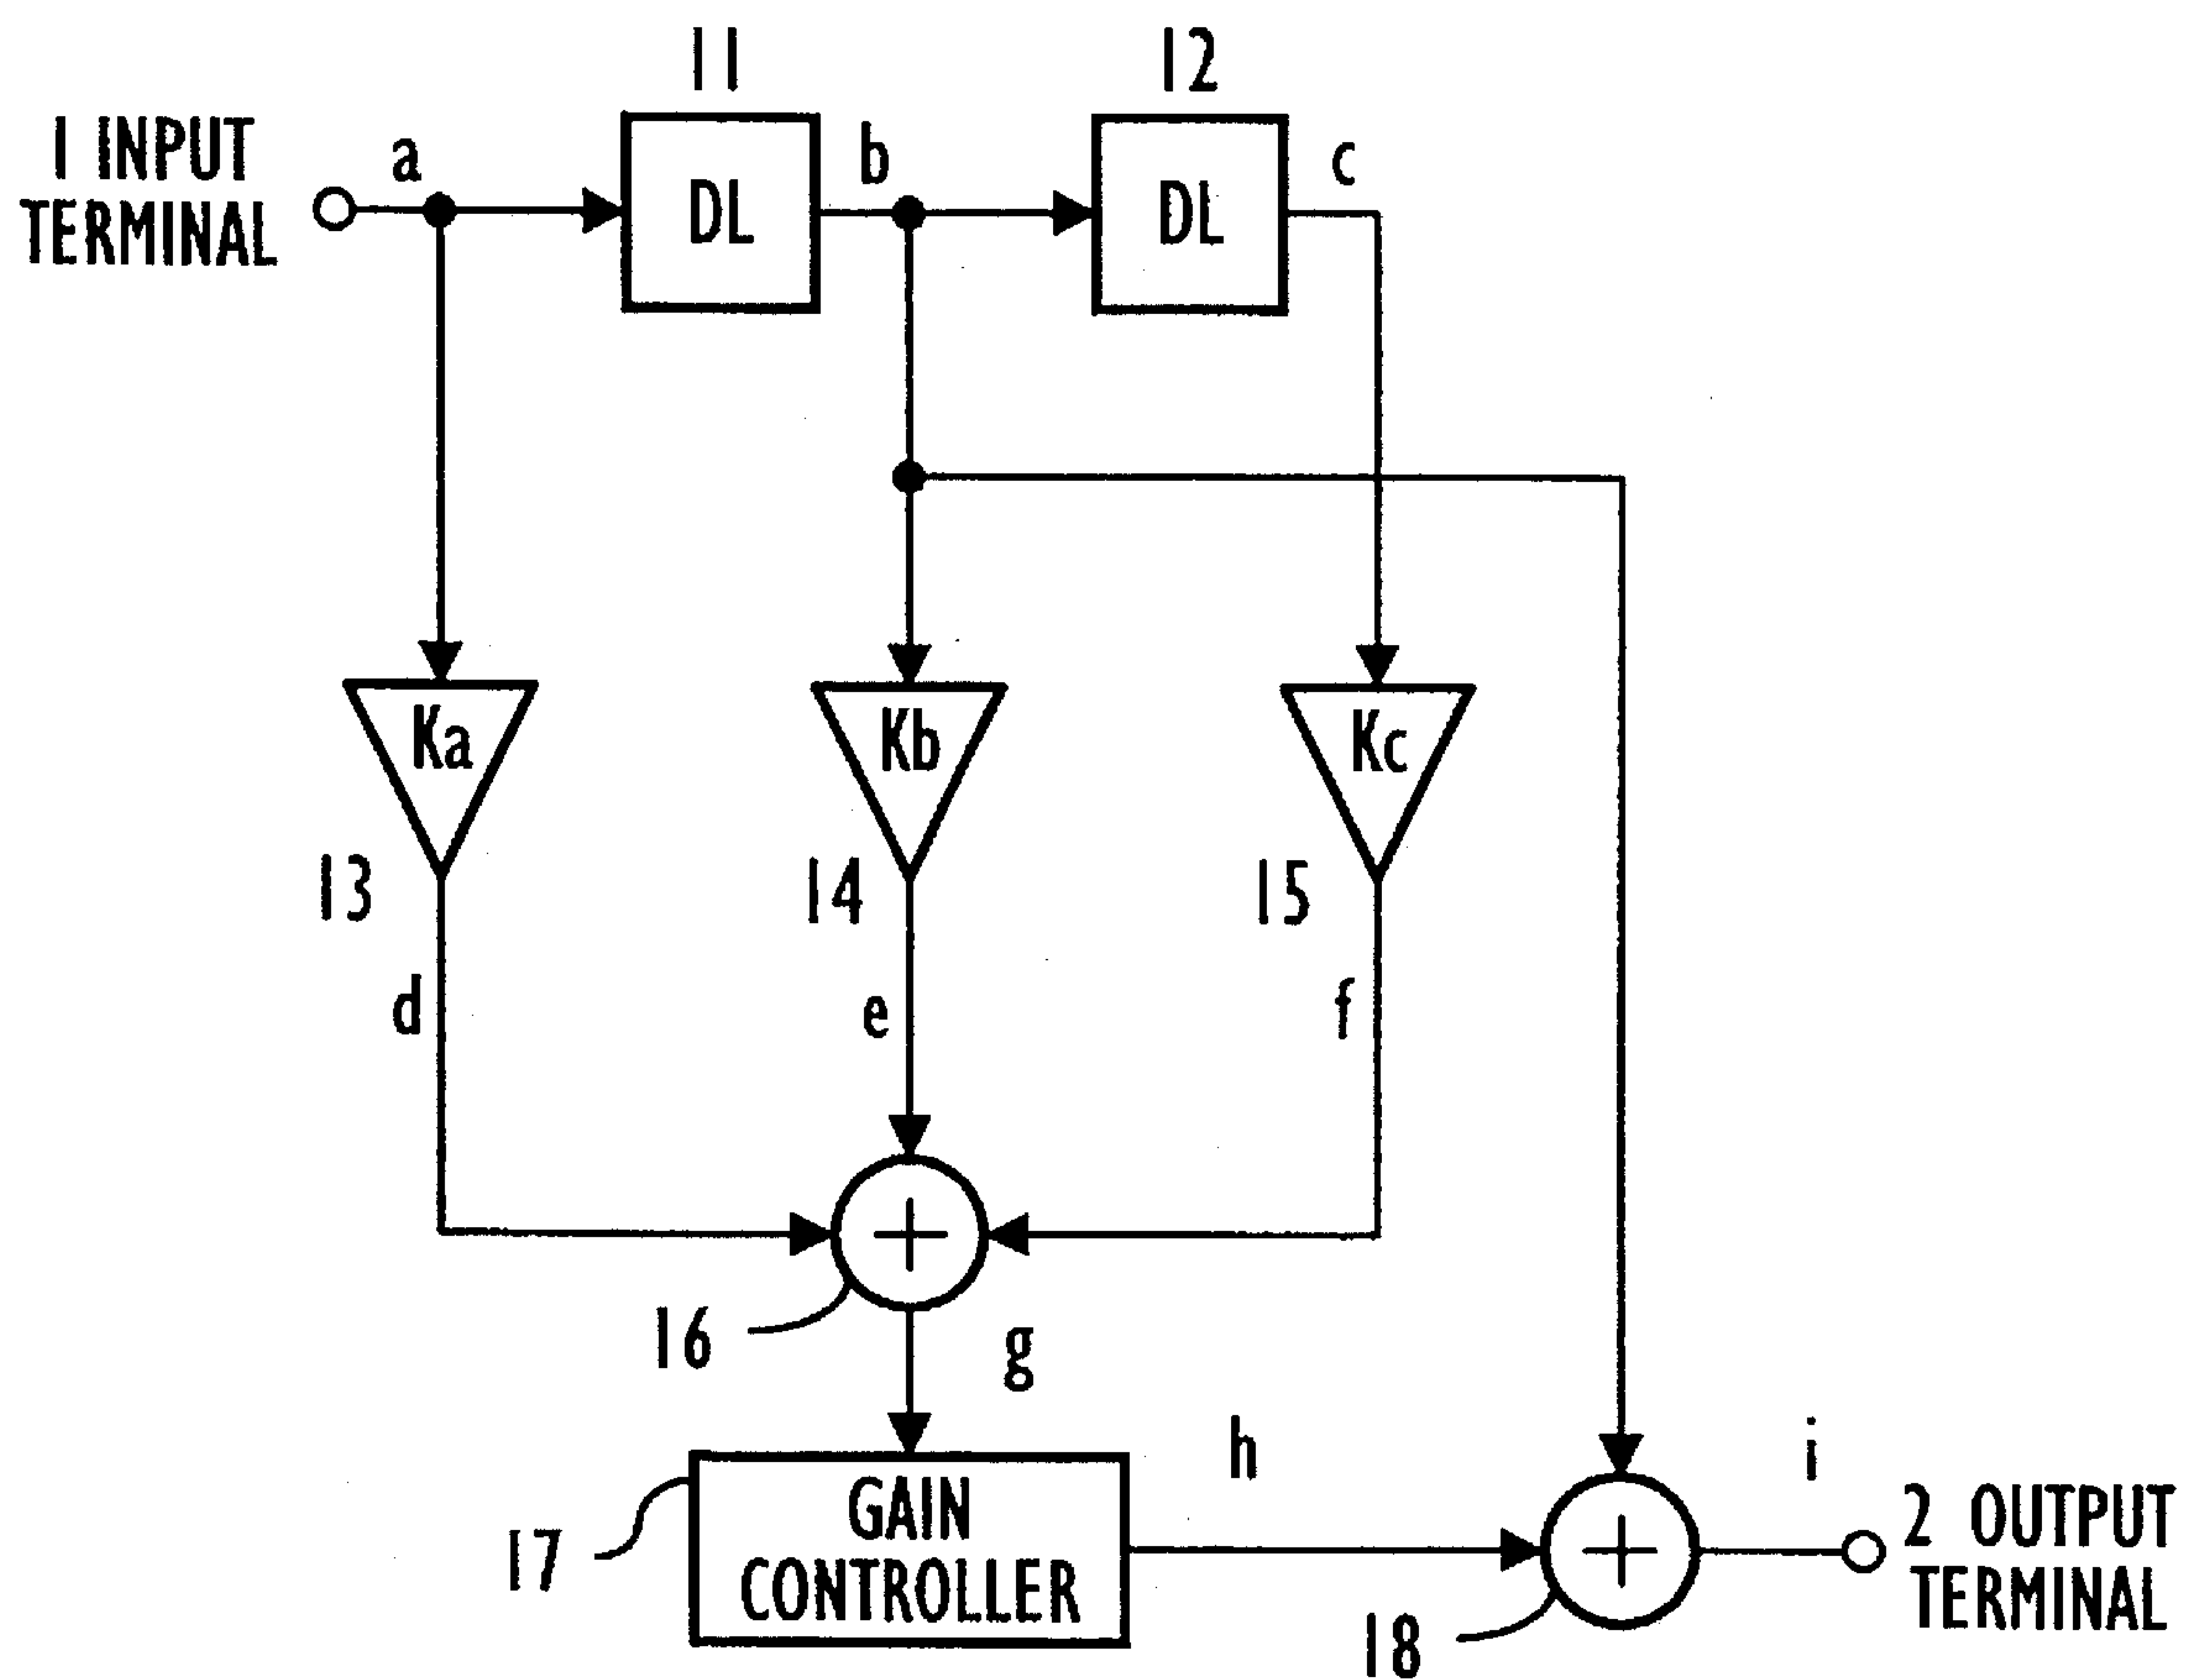 11
12
1 INPUT
TERMINAL
a
b
c
DL
DL
Ka
Kb
Kc
13
14
15
d
e
f
16
g
h
i
17
GAIN
CONTROLLER
2 OUTPUT
TERMINAL
18